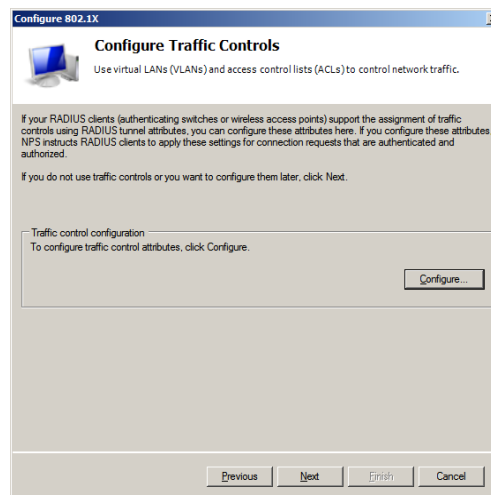 Configure 802.1X
Configure Traffic Controls
Use virtual LANs (VLANs) and access control lists (ACLs) to control network traffic.
If your RADIUS clients (authenticating switches or wireless access points) support the assignment of traffic
controls using RADIUS tunnel attributes, you can configure these attributes here. If you configure these attributes,
NPS instructs RADIUS clients to apply these settings for connection requests that are authenticated and
authorized.
If you do not use traffic controls or you want to configure them later, click Next.
Traffic control configuration
To configure traffic control attributes, click Configure.
Configure...
Previous Next Finish Cancel